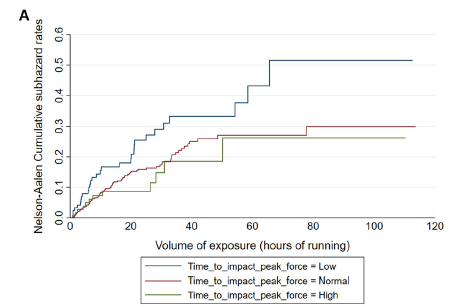 A
Nelson-Aalen Cumulative subhazard rates
0.6
0.5
0.4
0.3
0.2
0.1
0.0
0 20 40 60 80 100 120
Volume of exposure (hours of running)
Time_to_impact_peak_force = Low
Time_to_impact_peak_force = Normal
Time_to_impact_peak_force = High